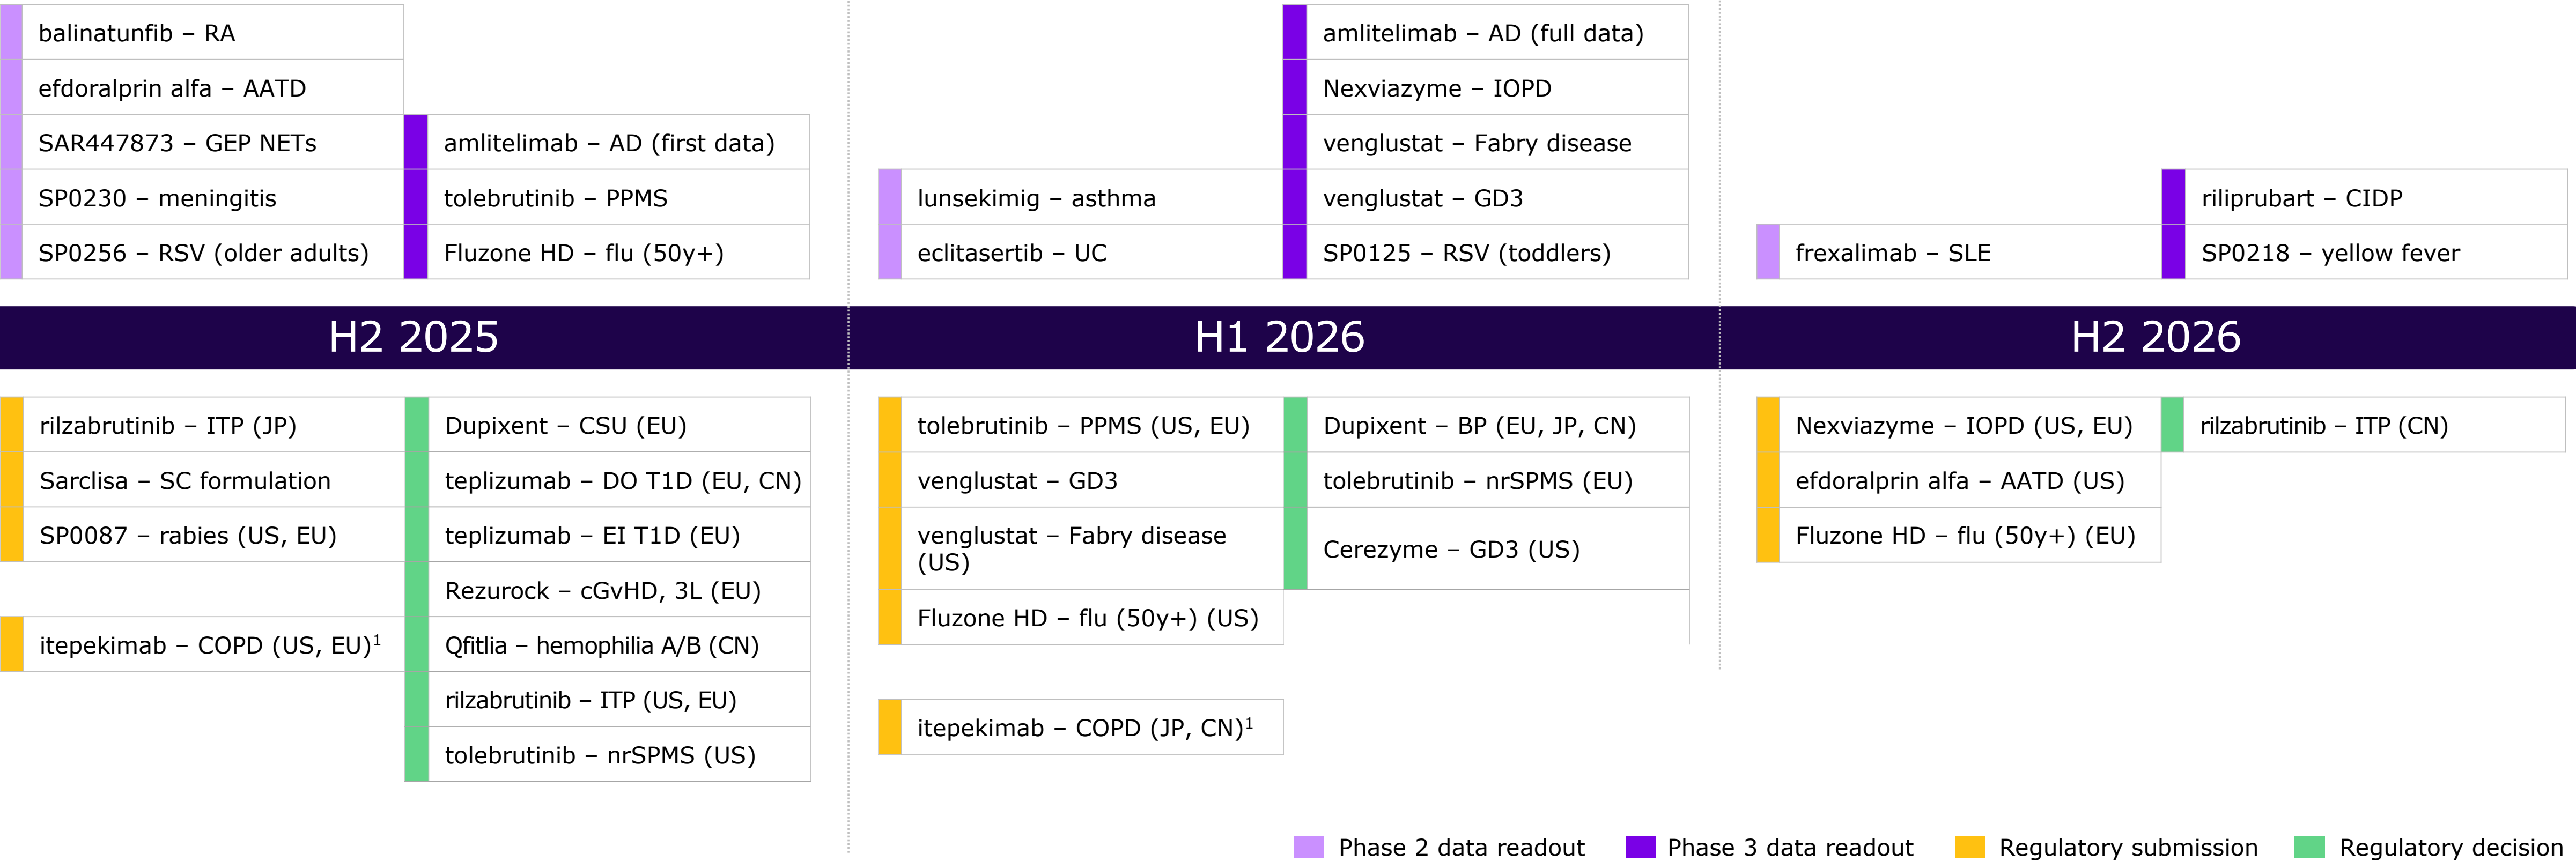 balinatunfib – RA
efdoralprin alfa – AATD
SAR447873 – GEP NETs
SP0230 – meningitis
SP0256 – RSV (older adults)
amlitelimab – AD (first data)
tolebrutinib – PPMS
Fluzone HD – flu (50y+)
lunsekimig – asthma
eclitasertib – UC
amlitelimab – AD (full data)
Nexviazyme – IOPD
venglustat – Fabry disease
venglustat – GD3
SP0125 – RSV (toddlers)
frexalimab – SLE
riliprubart – CIDP
SP0218 – yellow fever
H2 2025
H1 2026
H2 2026
rilzabrutinib – ITP (JP)
Sarclisa – SC formulation
SP0087 – rabies (US, EU)
itepekimab – COPD (US, EU)¹
Dupixent – CSU (EU)
teplizumab – DO T1D (EU, CN)
teplizumab – EI T1D (EU)
Rezurock – cGvHD, 3L (EU)
Qfitlia – hemophilia A/B (CN)
rilzabrutinib – ITP (US, EU)
tolebrutinib – nrSPMS (US)
tolebrutinib – PPMS (US, EU)
venglustat – GD3
venglustat – Fabry disease
(US)
Fluzone HD – flu (50y+) (US)
itepekimab – COPD (JP, CN)¹
Dupixent – BP (EU, JP, CN)
tolebrutinib – nrSPMS (EU)
Cerezyme – GD3 (US)
Nexviazyme – IOPD (US, EU)
efdoralprin alfa – AATD (US)
Fluzone HD – flu (50y+) (EU)
rilzabrutinib – ITP (CN)
Phase 2 data readout
Phase 3 data readout
Regulatory submission
Regulatory decision